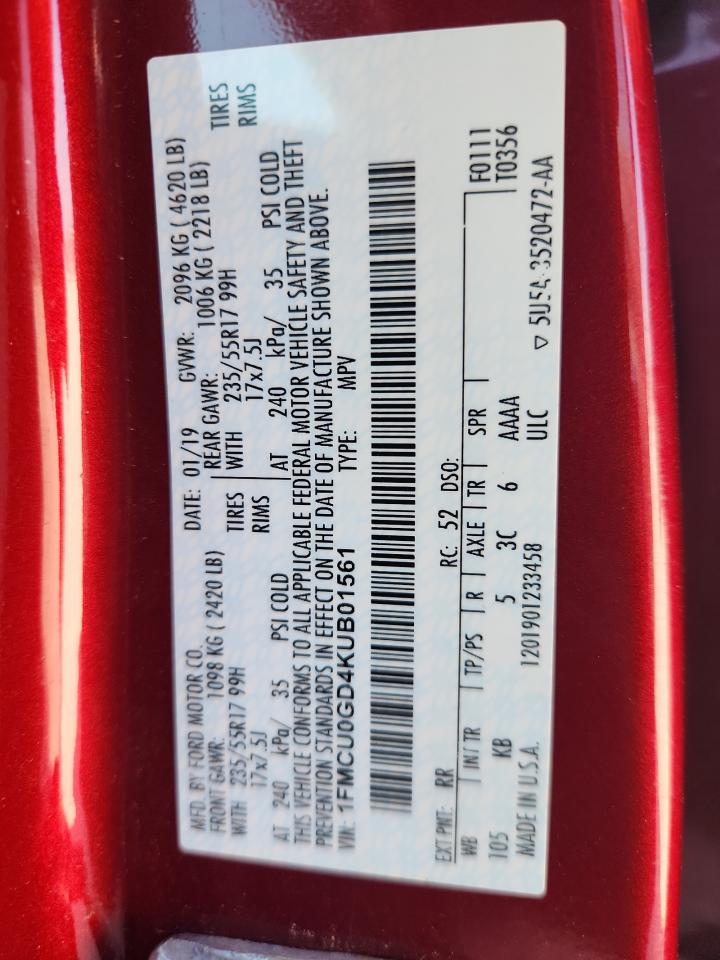 MFD. BY FORD MOTOR CO. DATE: 01/19 GVWR: 2096 KG ( 4620 LB)
FRONT GAWR: 1098 KG ( 2420 LB) REAR GAWR: 1006 KG ( 2218 LB)
WITH 235/55R17 99H TIRES WITH 235/55R17 99H TIRES
17x7.5J RIMS 17x7.5J RIMS
AT 240 kPa/ 35 PSI COLD AT 240 kPa/ 35 PSI COLD
THIS VEHICLE CONFORMS TO ALL APPLICABLE FEDERAL MOTOR VEHICLE SAFETY AND THEFT
PREVENTION STANDARDS IN EFFECT ON THE DATE OF MANUFACTURE SHOWN ABOVE.
VIN: 1FMCU0GD4KUB01561 TYPE: MPV
EXT PNT: RR RC: 52 DSO:
WB INT TR TP/PS R AXLE TR SPR F0111
105 KB 5 3C 6 AAAA T0356
MADE IN U.S.A. 1201901233458 ULC
▽ 5U5A-3520472-AA